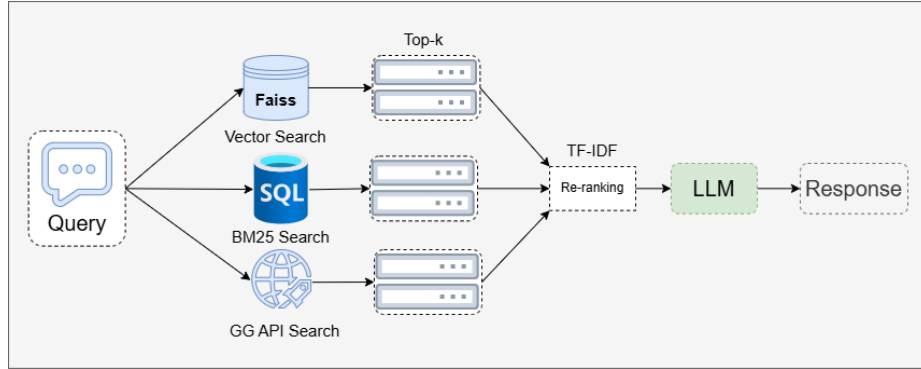 Query
Faiss
Vector Search
SQL
BM25 Search
GG API Search
Top-k
TF-IDF
Re-ranking
LLM
Response